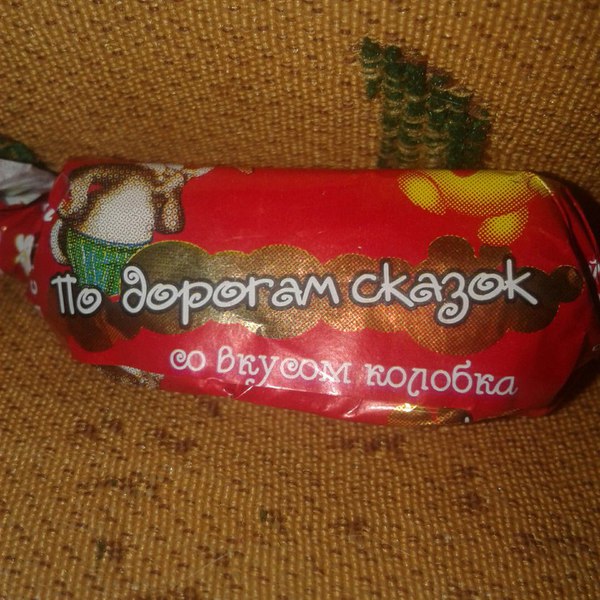 По дорогам сказок
со вкусом колобка